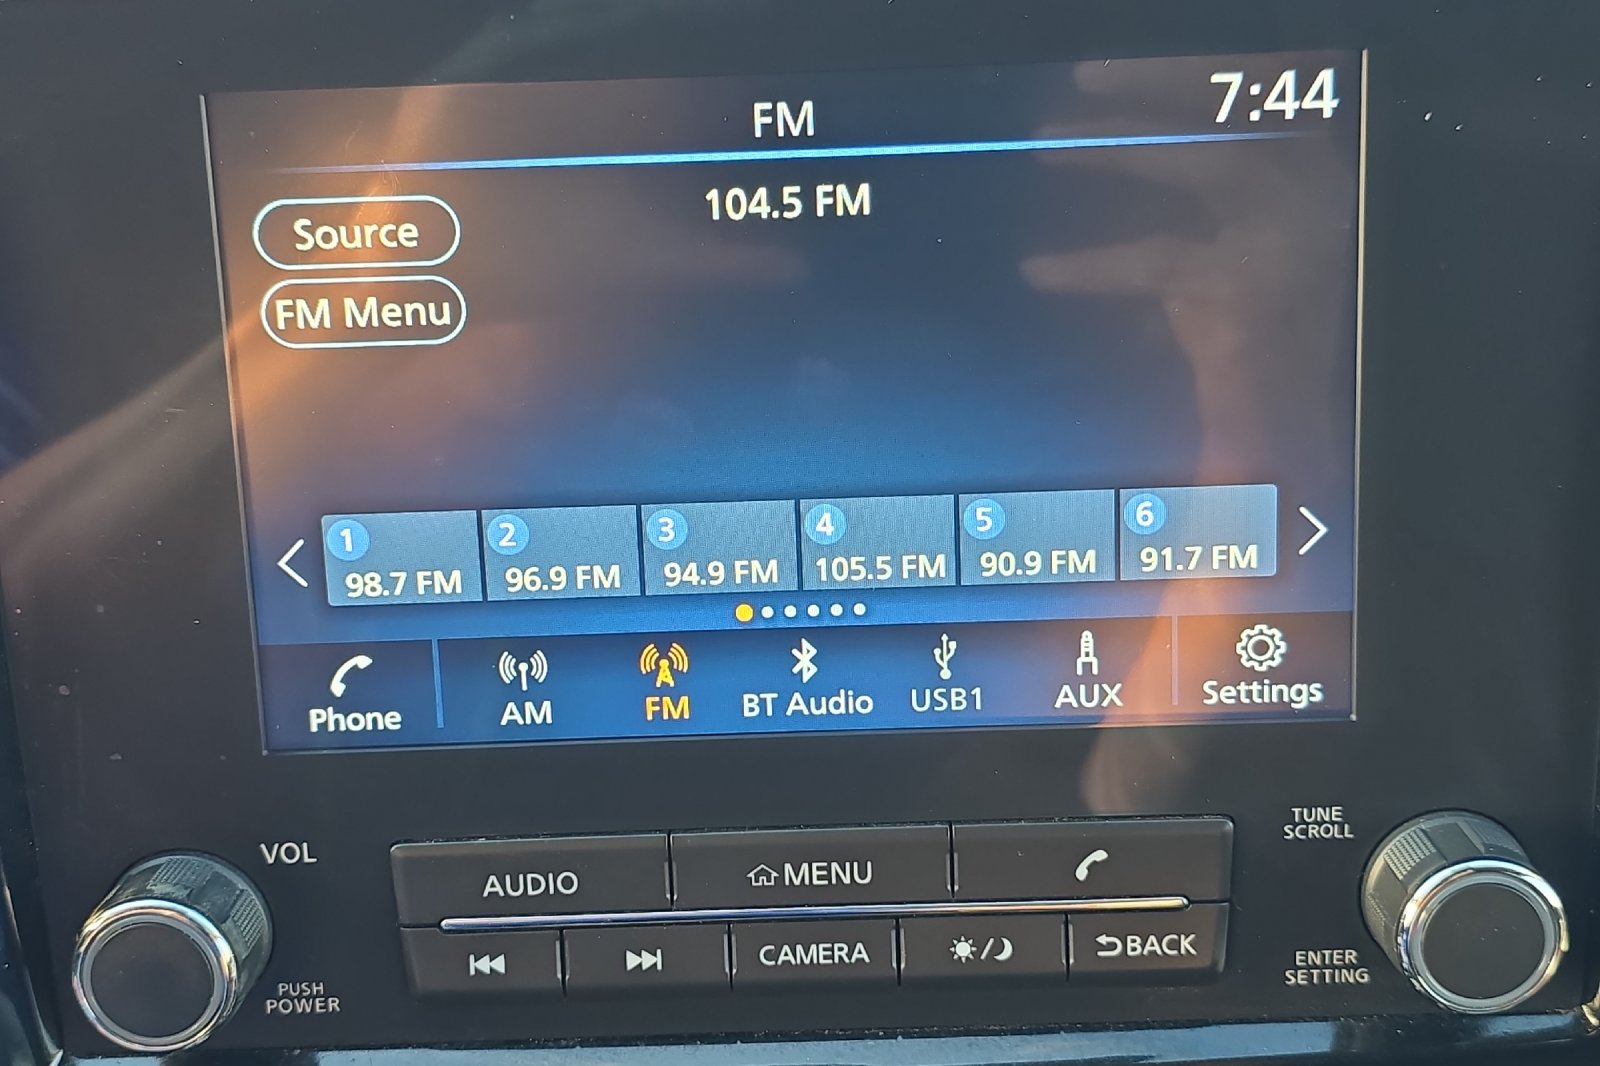 FM
7:44
104.5 FM
Source
FM Menu
1
98.7 FM
2
96.9 FM
3
94.9 FM
4
105.5 FM
5
90.9 FM
6
91.7 FM
Phone
AM
FM
BT Audio
USB1
AUX
Settings
VOL
PUSH
POWER
AUDIO
MENU
CAMERA
BACK
TUNE
SCROLL
ENTER
SETTING